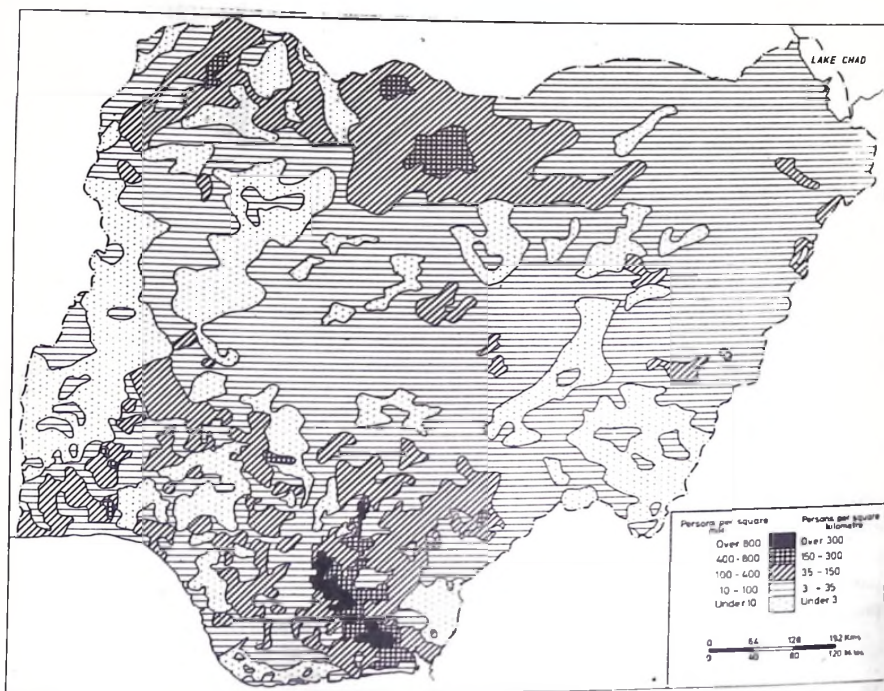 LAKE CHAD
Persons per square mile
Persons per square kilometre
Over 800
Over 300
400-800
150-300
100-400
35-150
10-100
3-35
Under 10
Under 3
0 64 128 192 Kms
0 40 80 120 Miles